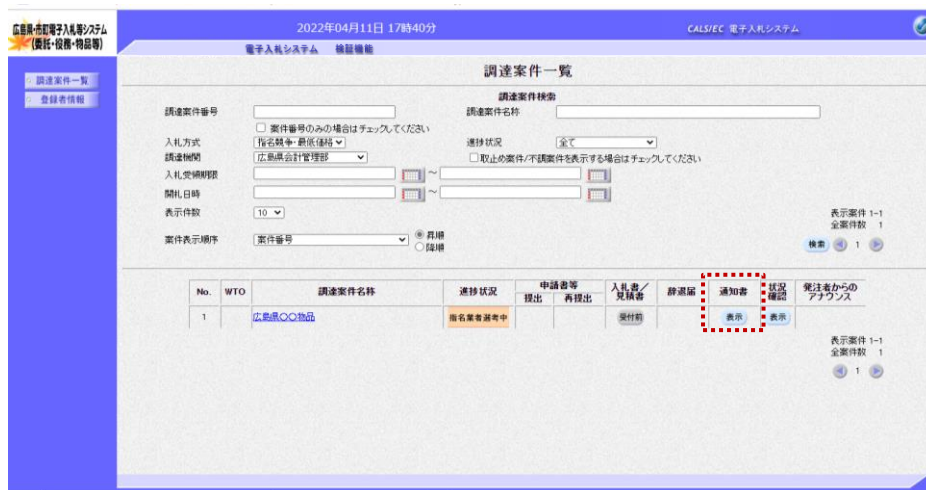 広島県・市町電子入札等システム
(委託・役務・物品等)
2022年04月11日 17時40分
CALS/EC 電子入札システム
電子入札システム 検証機能
調達案件一覧
登録者情報
調達案件一覧
調達案件検索
調達案件番号
調達案件名称
案件番号のみの場合はチェックしてください
入札方式 指名競争・最低価格
進捗状況 全て
調達機関 広島県会計管理部
取止め案件/不調案件を表示する場合はチェックしてください
入札受領期限 ~
開札日時 ~
表示件数 10
表示案件 1-1
全案件数 1
案件表示順序 案件番号
昇順
降順
検索 1
No. WTO 調達案件名称 進捗状況 申請書等 提出 再提出 入札書/見積書 辞退届 通知書 状況確認 発注者からのアナウンス
1 広島県〇〇物品 指名業者選考中 受付前 表示 表示
表示案件 1-1
全案件数 1
1